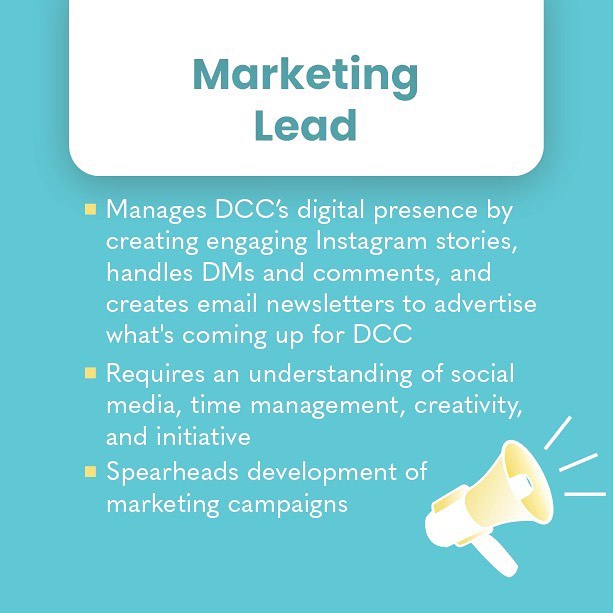 Marketing
Lead
Manages DCC’s digital presence by
creating engaging Instagram stories,
handles DMs and comments, and
creates email newsletters to advertise
what's coming up for DCC
Requires an understanding of social
media, time management, creativity,
and initiative
Spearheads development of
marketing campaigns